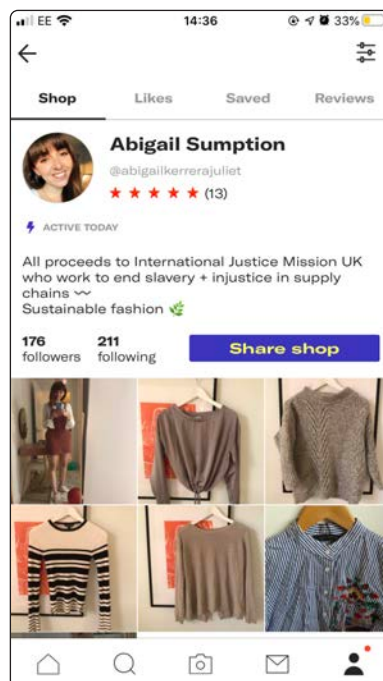 EE 14:36 33%
Shop Likes Saved Reviews
Abigail Sumption
@abigailkerrerajuliet
(13)
ACTIVE TODAY
All proceeds to International Justice Mission UK
who work to end slavery + injustice in supply
chains 〰️
Sustainable fashion 🌿
176 211
followers following
Share shop